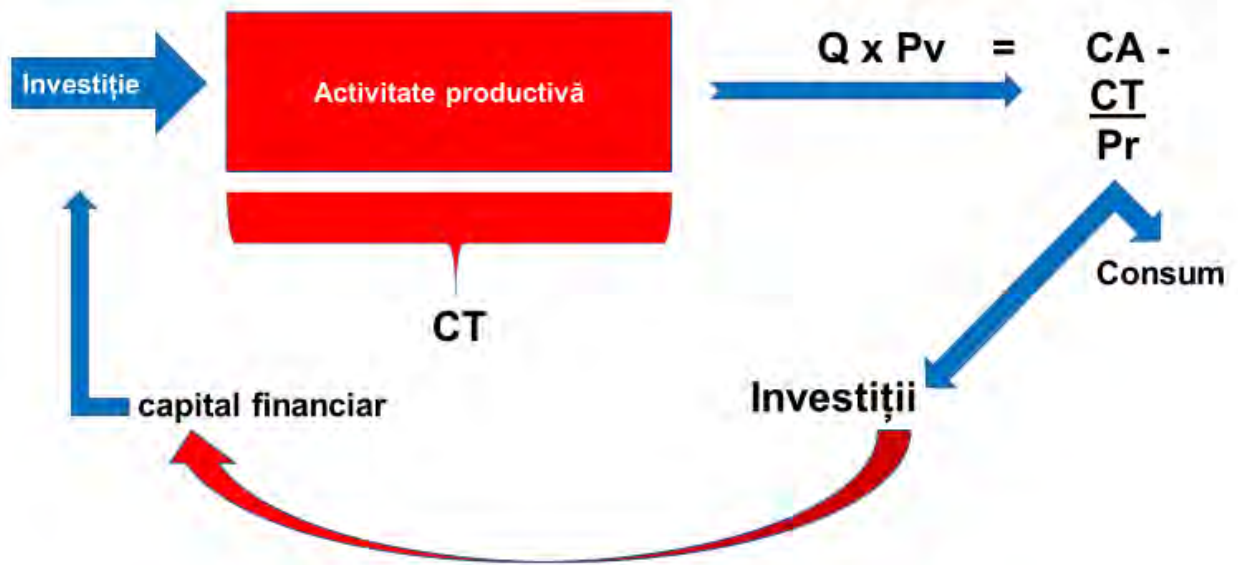 Investiție
Activitate productivă
Q x Pv = CA -
CT
Pr
Consum
CT
capital financiar
Investiții